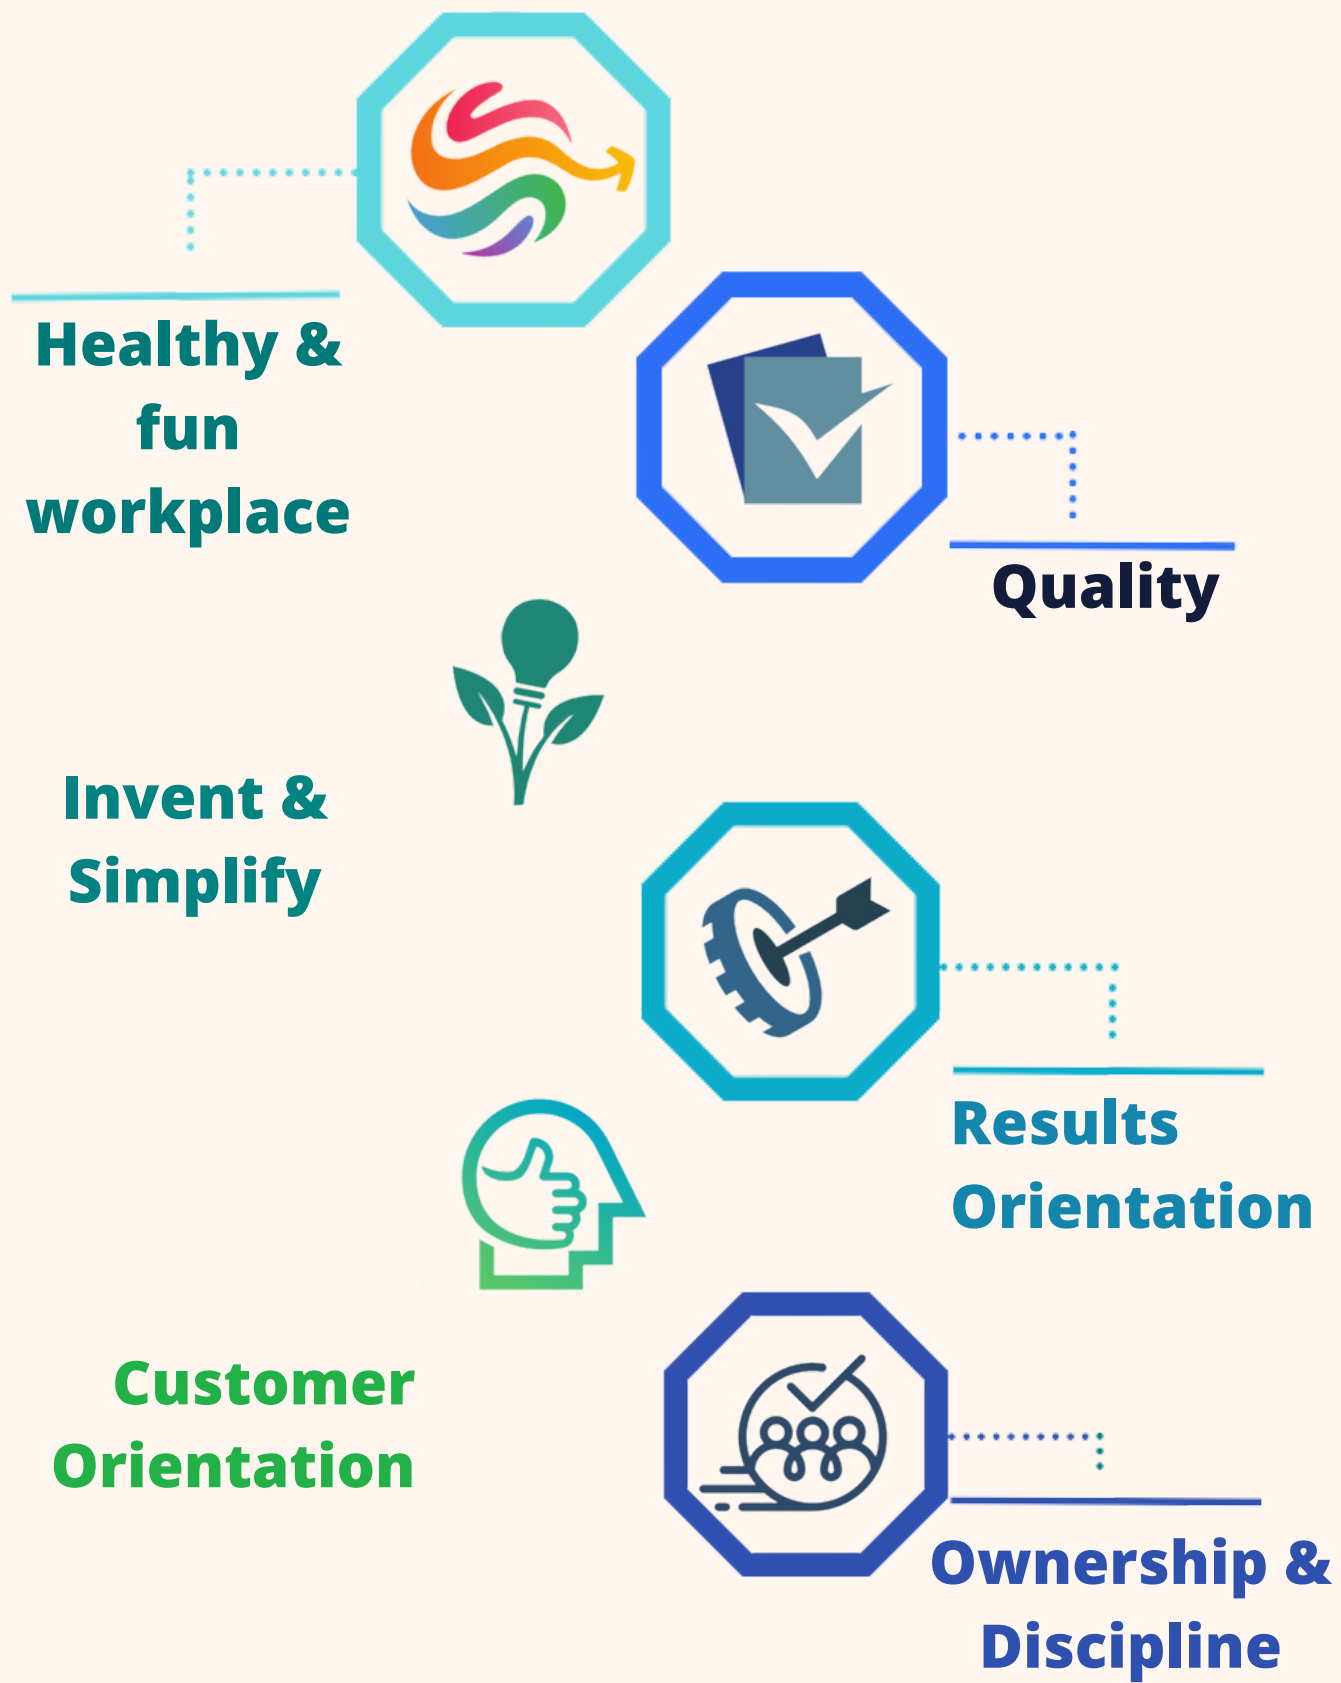 Healthy &
fun
workplace
Quality
Invent &
Simplify
Results
Orientation
Customer
Orientation
Ownership &
Discipline